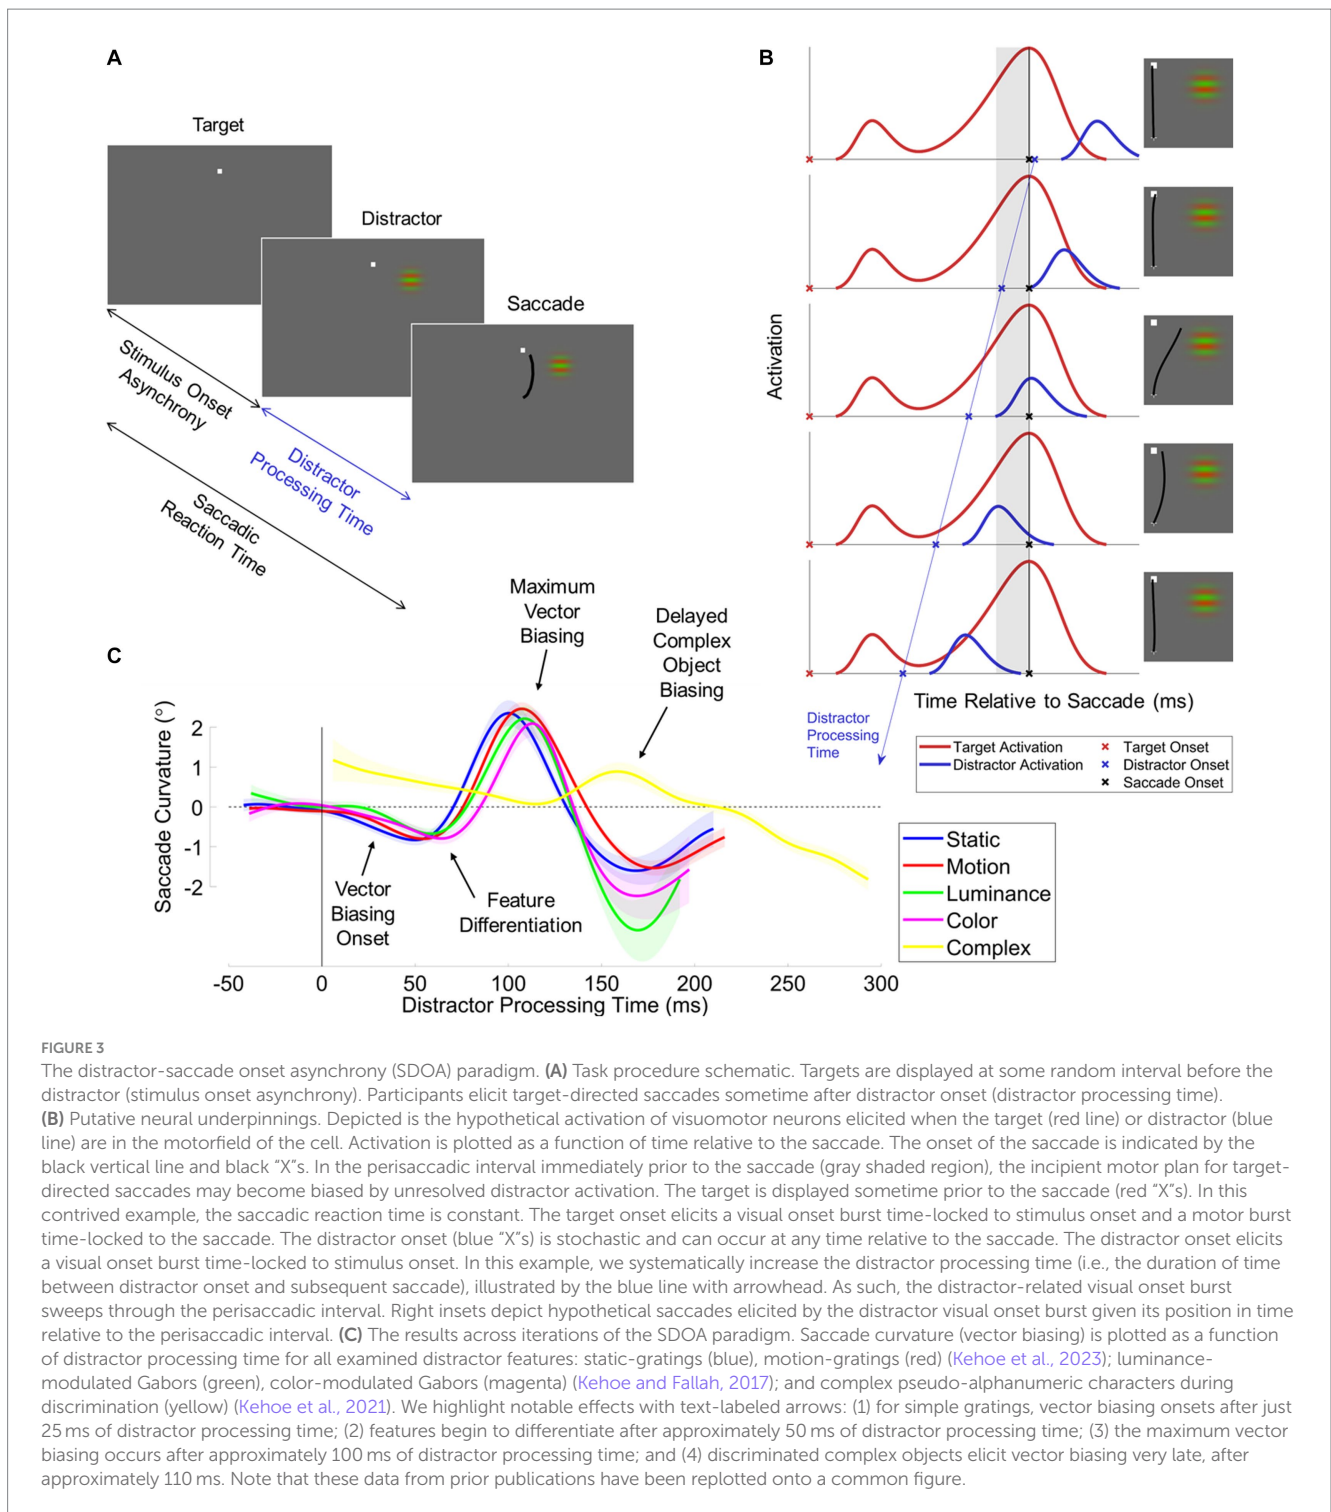 A
Target
Distractor
Saccade
Stimulus Onset
Asynchrony
Distractor
Processing Time
Saccadic
Reaction Time
B
Activation
Time Relative to Saccade (ms)
Distractor
Processing
Time
Target Activation
Distractor Activation
Target Onset
Distractor Onset
Saccade Onset
C
Maximum
Vector
Biasing
Delayed
Complex
Object
Biasing
Saccade Curvature (°)
2
1
0
-1
-2
Vector
Biasing
Onset
Feature
Differentiation
-50 0 50 100 150 200 250 300
Distractor Processing Time (ms)
Static
Motion
Luminance
Color
Complex
FIGURE 3
The distractor-saccade onset asynchrony (SDOA) paradigm. (A) Task procedure schematic. Targets are displayed at some random interval before the
distractor (stimulus onset asynchrony). Participants elicit target-directed saccades sometime after distractor onset (distractor processing time).
(B) Putative neural underpinnings. Depicted is the hypothetical activation of visuomotor neurons elicited when the target (red line) or distractor (blue
line) are in the motorfield of the cell. Activation is plotted as a function of time relative to the saccade. The onset of the saccade is indicated by the
black vertical line and black “X”s. In the perisaccadic interval immediately prior to the saccade (gray shaded region), the incipient motor plan for target-
directed saccades may become biased by unresolved distractor activation. The target is displayed sometime prior to the saccade (red “X”s). In this
contrived example, the saccadic reaction time is constant. The target onset elicits a visual onset burst time-locked to stimulus onset and a motor burst
time-locked to the saccade. The distractor onset (blue “X”s) is stochastic and can occur at any time relative to the saccade. The distractor onset elicits
a visual onset burst time-locked to stimulus onset. In this example, we systematically increase the distractor processing time (i.e., the duration of time
between distractor onset and subsequent saccade), illustrated by the blue line with arrowhead. As such, the distractor-related visual onset burst
sweeps through the perisaccadic interval. Right insets depict hypothetical saccades elicited by the distractor visual onset burst given its position in time
relative to the perisaccadic interval. (C) The results across iterations of the SDOA paradigm. Saccade curvature (vector biasing) is plotted as a function
of distractor processing time for all examined distractor features: static-gratings (blue), motion-gratings (red) (Kehoe et al., 2023); luminance-
modulated Gabors (green), color-modulated Gabors (magenta) (Kehoe and Fallah, 2017); and complex pseudo-alphanumeric characters during
discrimination (yellow) (Kehoe et al., 2021). We highlight notable effects with text-labeled arrows: (1) for simple gratings, vector biasing onsets after just
25 ms of distractor processing time; (2) features begin to differentiate after approximately 50 ms of distractor processing time; (3) the maximum vector
biasing occurs after approximately 100 ms of distractor processing time; and (4) discriminated complex objects elicit vector biasing very late, after
approximately 110 ms. Note that these data from prior publications have been replotted onto a common figure.